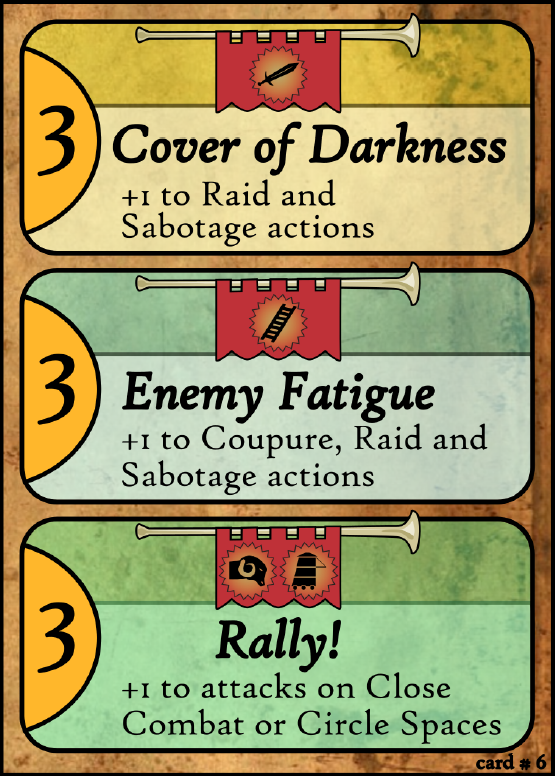 3
Cover of Darkness
+1 to Raid and
Sabotage actions
3
Enemy Fatigue
+1 to Coupure, Raid and
Sabotage actions
3
Rally!
+1 to attacks on Close
Combat or Circle Spaces
card # 6